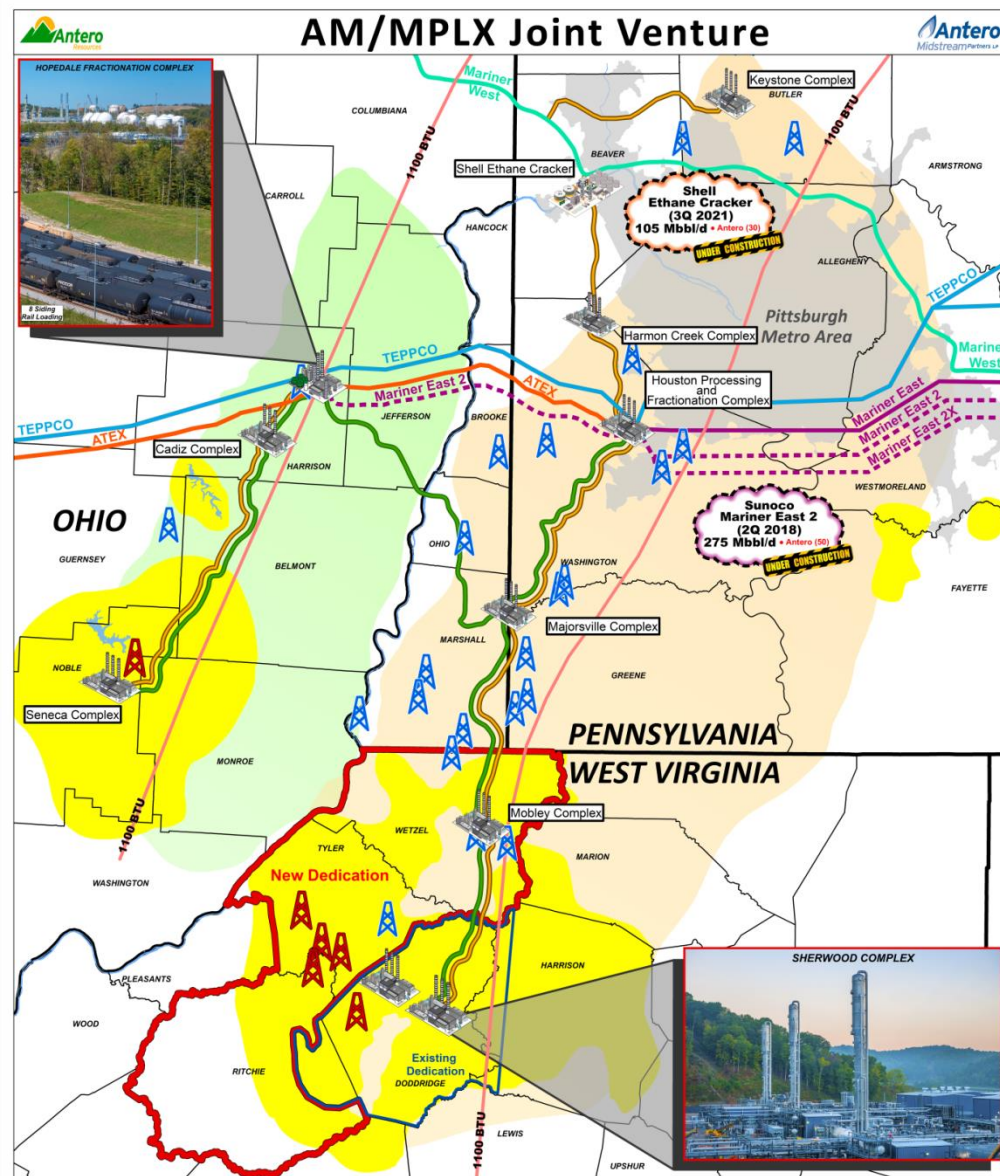 Antero
Resources
AM/MPLX Joint Venture
Antero
Midstream Partners LP
HOPEDALE FRACTIONATION COMPLEX
8 Siding
Rail Loading
COLUMBIANA
Mariner
West
Keystone Complex
BUTLER
1100 BTU
1100 BTU
BEAVER
ARMSTRONG
Shell Ethane Cracker
CARROLL
HANCOCK
Shell
Ethane Cracker
(3Q 2021)
105 Mbbl/d • Antero (30)
UNDER CONSTRUCTION
ALLEGHENY
TEPPCO
Pittsburgh
Metro Area
Harmon Creek Complex
Mariner
West
TEPPCO
ATEX
Mariner East 2
Houston Processing
and
Fractionation Complex
Mariner East
Mariner East 2
Mariner East 2X
TEPPCO
ATEX
JEFFERSON
BROOKE
Cadiz Complex
HARRISON
WESTMORELAND
OHIO
GUERNSEY
OHIO
Sunoco
Mariner East 2
(2Q 2018)
275 Mbbl/d • Antero (50)
UNDER CONSTRUCTION
BELMONT
WASHINGTON
FAYETTE
Majorsville Complex
MARSHALL
NOBLE
GREENE
Seneca Complex
PENNSYLVANIA
WEST VIRGINIA
MONROE
1100 BTU
Mobley Complex
WETZEL
TYLER
MARION
WASHINGTON
New Dedication
HARRISON
PLEASANTS
WOOD
SHERWOOD COMPLEX
RITCHIE
Existing
Dedication
DODDRIDGE
LEWIS
1100 BTU
UPSHUR